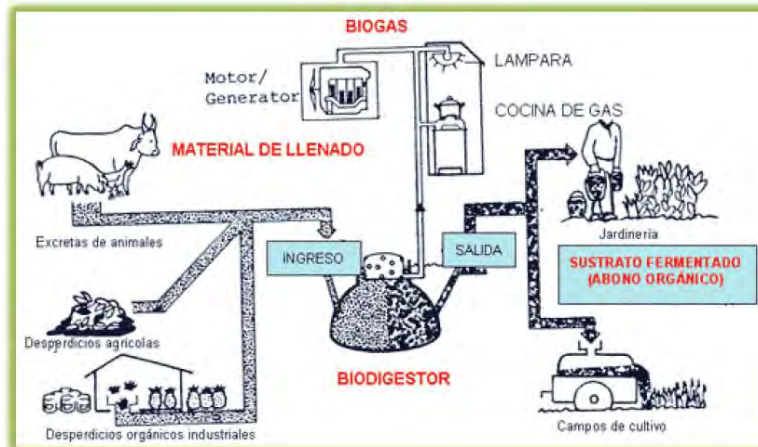 BIOGAS
Motor/
Generator
LAMPARA
COCINA DE GAS
MATERIAL DE LLENADO
Excretas de animales
INGRESO
SALIDA
Jardinería
SUSTRATO FERMENTADO
(ABONO ORGÁNICO)
Desperdicios agrícolas
BIODIGESTOR
Desperdicios orgánicos industriales
Campos de cultivo